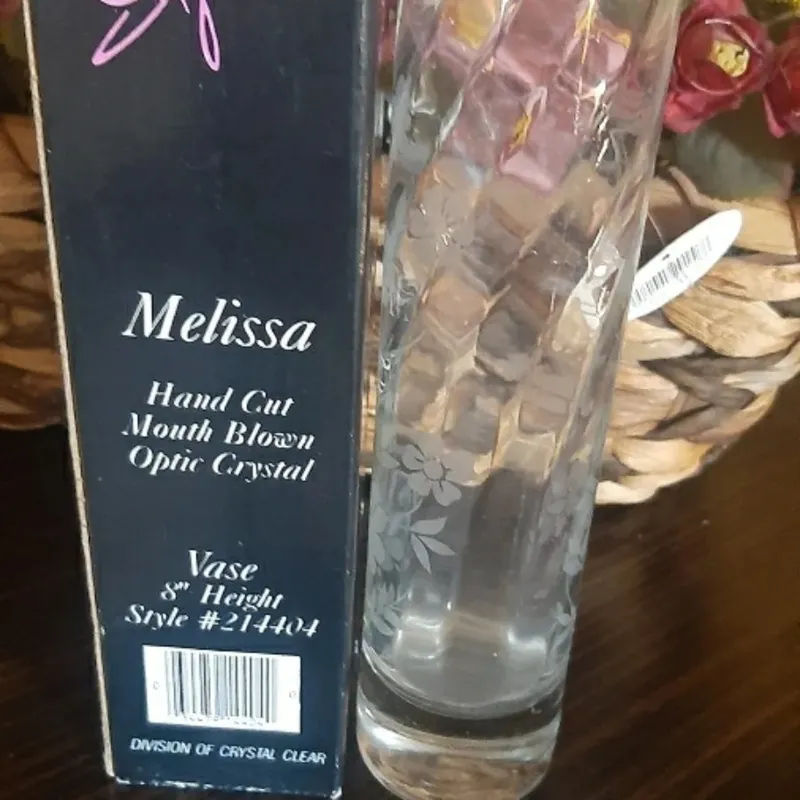 Melissa
Hand Cut
Mouth Blown
Optic Crystal
Vase
8" Height
Style #214404
DIVISION OF CRYSTAL CLEAR